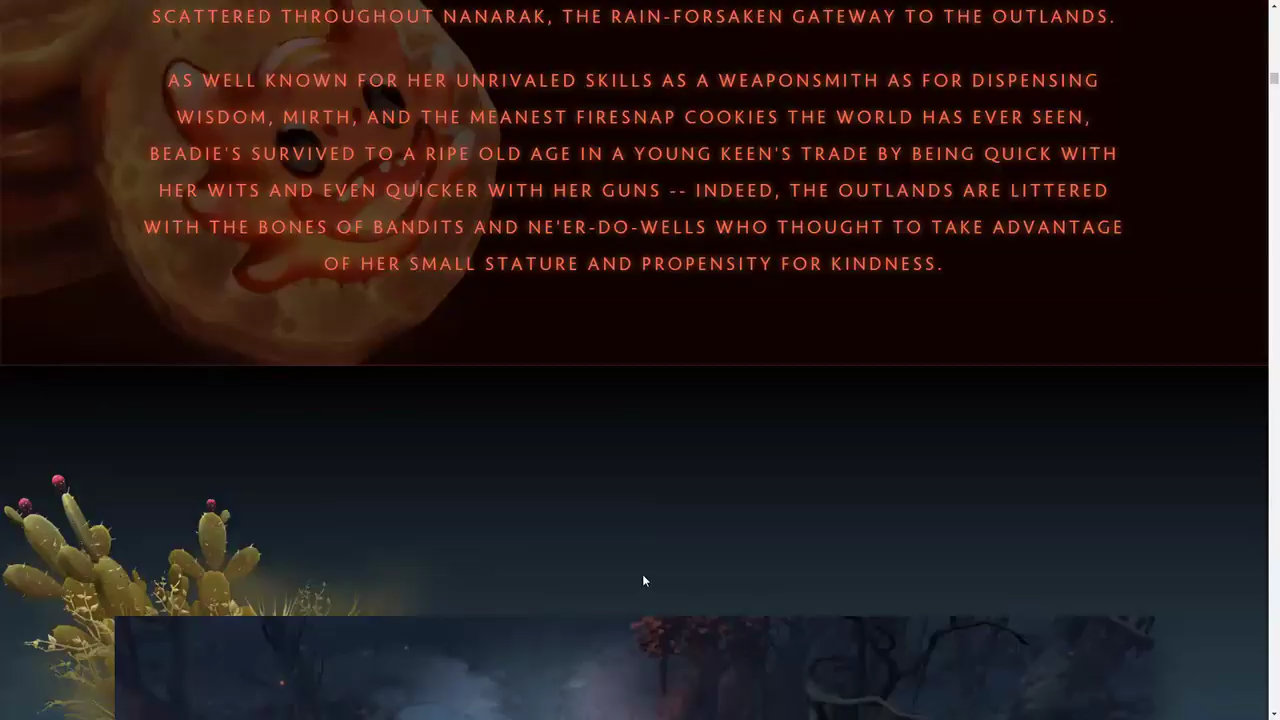 SCATTERED THROUGHOUT NANARAK, THE RAIN-FORSAKEN GATEWAY TO THE OUTLANDS.
AS WELL KNOWN FOR HER UNRIVALED SKILLS AS A WEAPONSMITH AS FOR DISPENSING
WISDOM, MIRTH, AND THE MEANEST FIRESNAP COOKIES THE WORLD HAS EVER SEEN,
BEADIE'S SURVIVED TO A RIPE OLD AGE IN A YOUNG KEEN'S TRADE BY BEING QUICK WITH
HER WITS AND EVEN QUICKER WITH HER GUNS -- INDEED, THE OUTLANDS ARE LITTERED
WITH THE BONES OF BANDITS AND NE'ER-DO-WELLS WHO THOUGHT TO TAKE ADVANTAGE
OF HER SMALL STATURE AND PROPENSITY FOR KINDNESS.